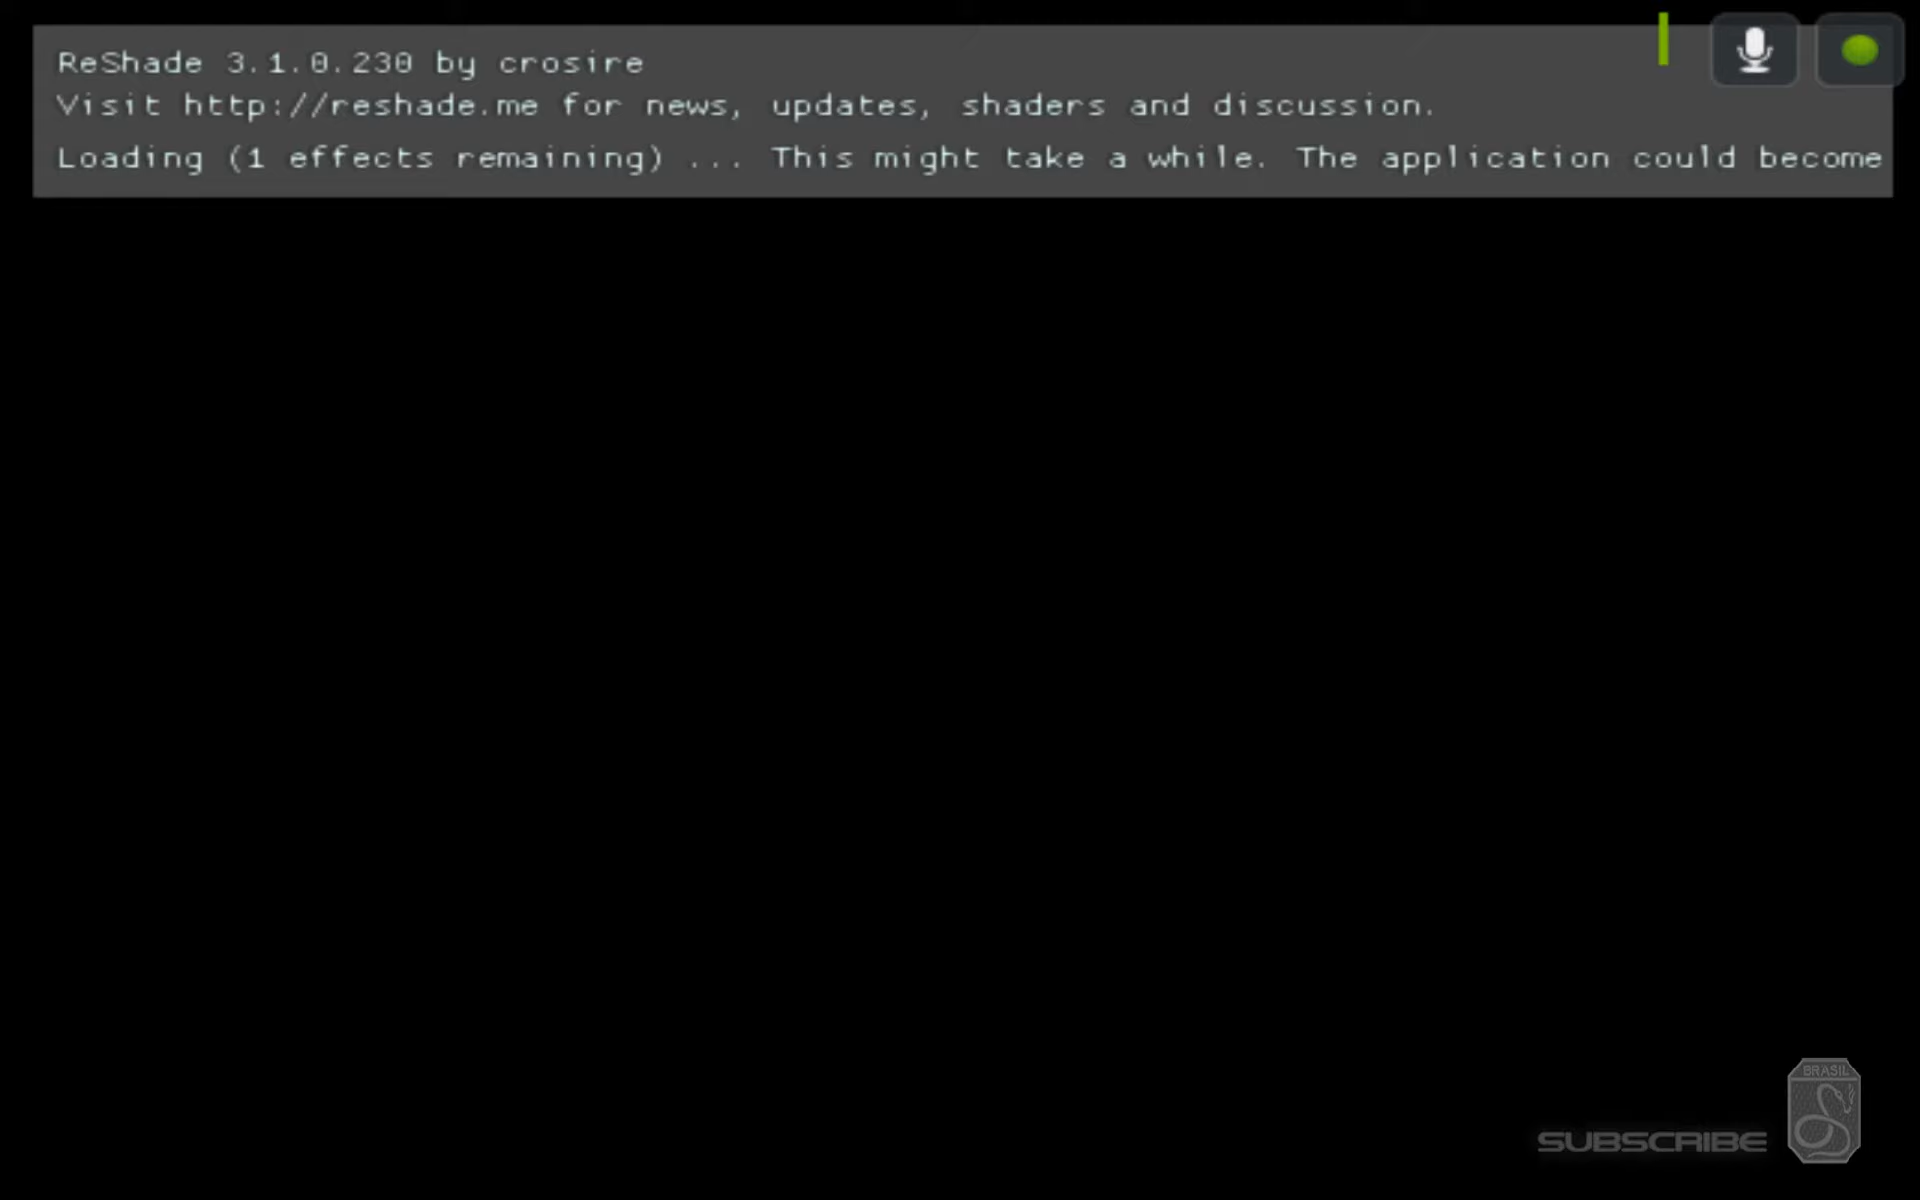 ReShade 3.1.0.230 by crosire
Visit http://reshade.me for news, updates, shaders and discussion.
Loading (1 effects remaining) ... This might take a while. The application could become
BRASIL
SUBSCRIBE